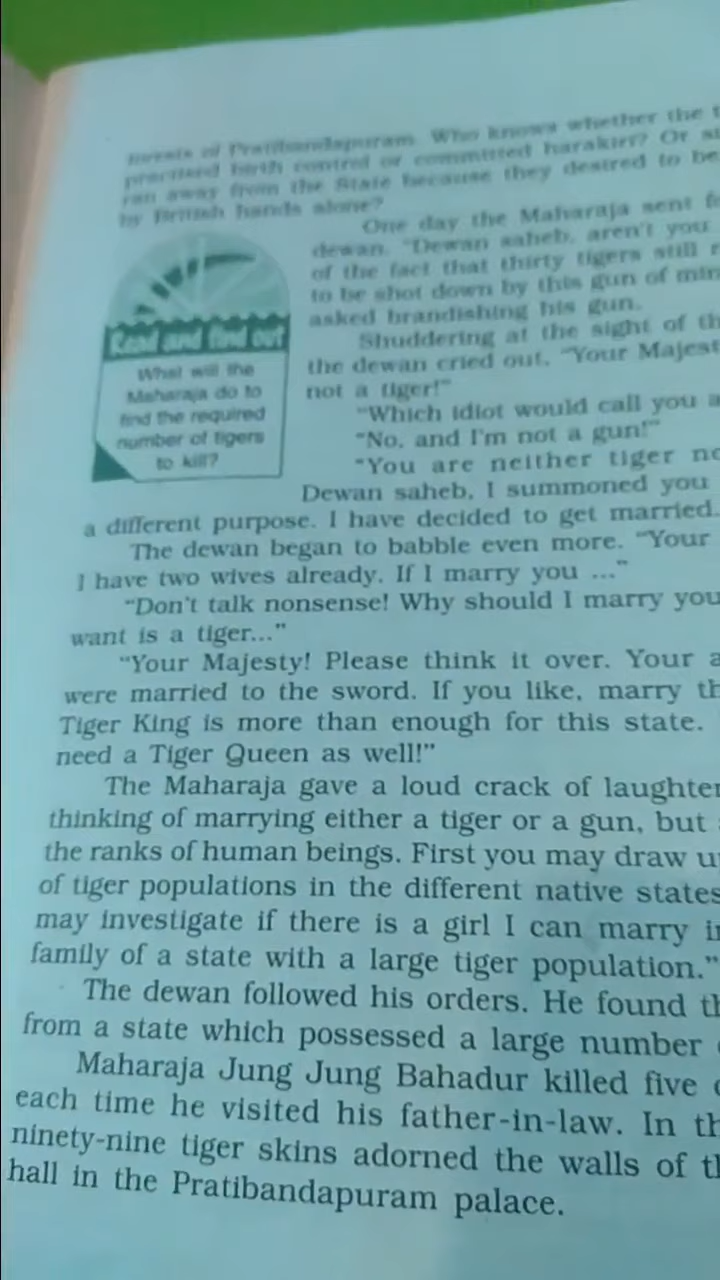 forests of Pratibandapuram. Who knows whether the t
practised birth control or committed harakiri? Or si
ran away from the State because they desired to be
by British hands alone?
One day the Maharaja sent fo
dewan. “Dewan saheb, aren't you
of the fact that thirty tigers still r
to be shot down by this gun of min
asked brandishing his gun.
Shuddering at the sight of th
the dewan cried out, “Your Majest
not a tiger!”
“Which idiot would call you a
“No, and I'm not a gun!”
“You are neither tiger no
Dewan saheb, I summoned you
a different purpose. I have decided to get married.
The dewan began to babble even more. “Your
I have two wives already. If I marry you ...”
“Don't talk nonsense! Why should I marry you
want is a tiger...”
“Your Majesty! Please think it over. Your a
were married to the sword. If you like, marry th
Tiger King is more than enough for this state.
need a Tiger Queen as well!”
The Maharaja gave a loud crack of laughter
thinking of marrying either a tiger or a gun, but
the ranks of human beings. First you may draw u
of tiger populations in the different native states
may investigate if there is a girl I can marry i
family of a state with a large tiger population.”
The dewan followed his orders. He found th
from a state which possessed a large number
Maharaja Jung Jung Bahadur killed five
each time he visited his father-in-law. In th
ninety-nine tiger skins adorned the walls of t
hall in the Pratibandapuram palace.
Read and find out
What will the
Maharaja do to
find the required
number of tigers
to kill?